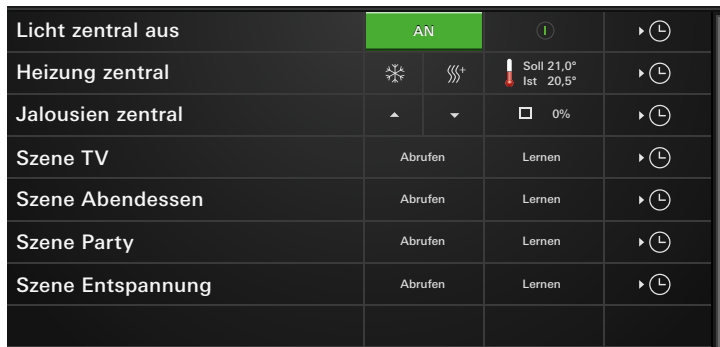 Licht zentral aus AN
Heizung zentral Soll 21,0°
Ist 20,5°
Jalousien zentral 0%
Szene TV Abrufen Lernen
Szene Abendessen Abrufen Lernen
Szene Party Abrufen Lernen
Szene Entspannung Abrufen Lernen